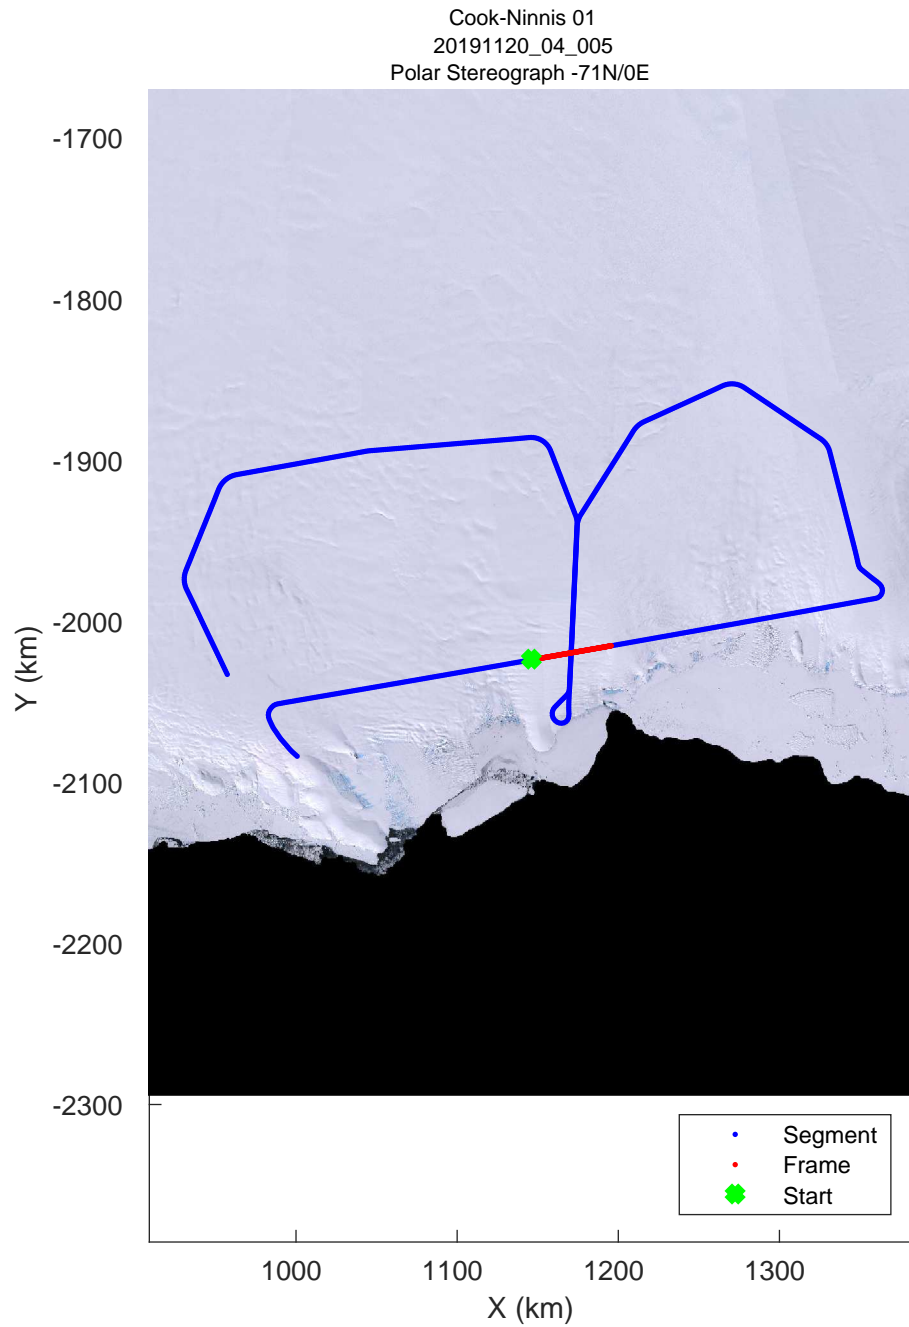 Cook-Ninnis 01
20191120_04_005
Polar Stereograph -71N/0E
-1700
-1800
-1900
-2000
-2100
-2200
-2300
Y (km)
Segment
Frame
Start
1000
1100
1200
1300
X (km)